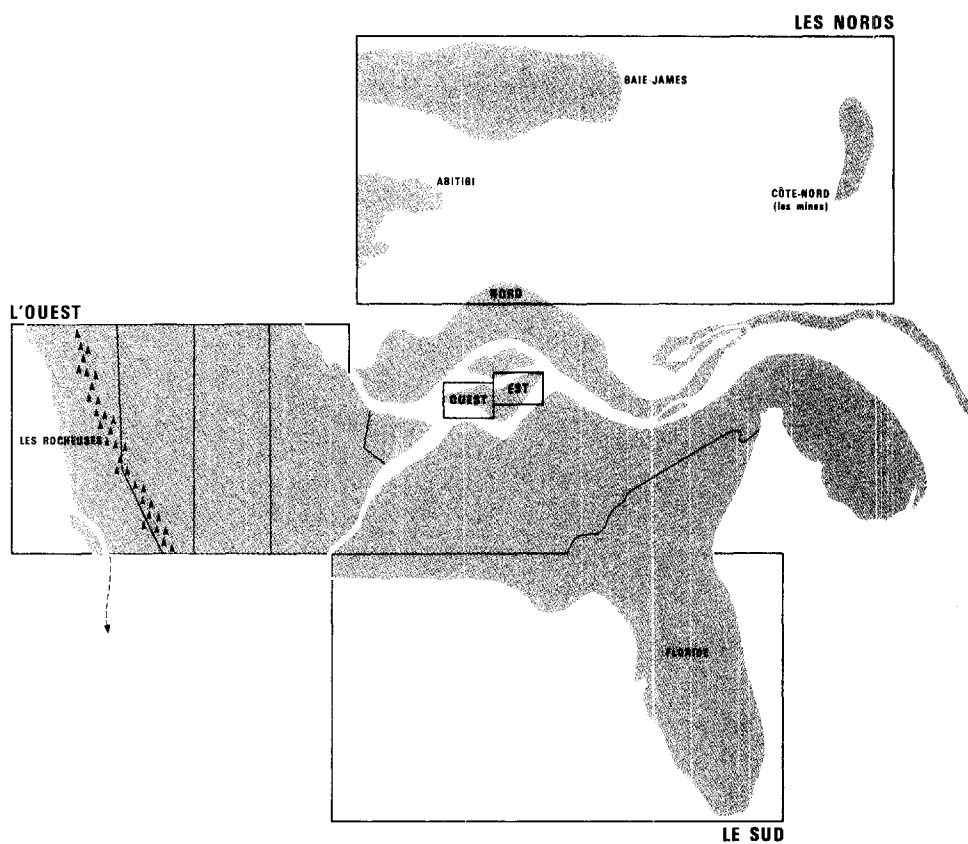 LES NORDS
BAIE-JAMES
ABITIBI
CÔTE-NORD
(les mines)
NORD
L'OUEST
EST
OUEST
LES ROCHEUSES
FLORIDE
LE SUD